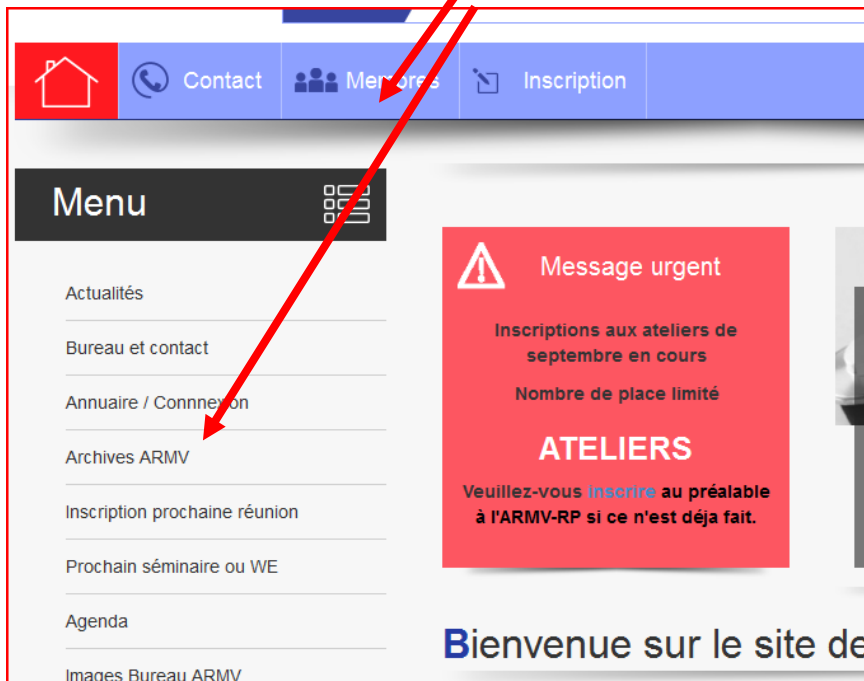 Contact
Membres
Inscription
Menu
Actualités
Bureau et contact
Annuaire / Connnexion
Archives ARMV
Inscription prochaine réunion
Prochain séminaire ou WE
Agenda
Images Bureau ARMV
Message urgent
Inscriptions aux ateliers de
septembre en cours
Nombre de place limité
ATELIERS
Veuillez-vous inscrire au préalable
à l'ARMV-RP si ce n'est déja fait.
Bienvenue sur le site de